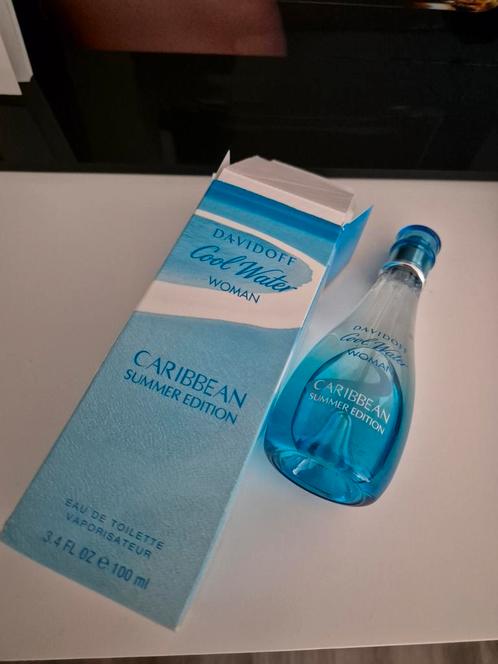 DAVIDOFF
Cool Water
WOMAN
CARIBBEAN
SUMMER EDITION
EAU DE TOILETTE
VAPORISATEUR
3.4 FL OZ e 100 ml
DAVIDOFF
Cool Water
WOMAN
CARIBBEAN
SUMMER EDITION